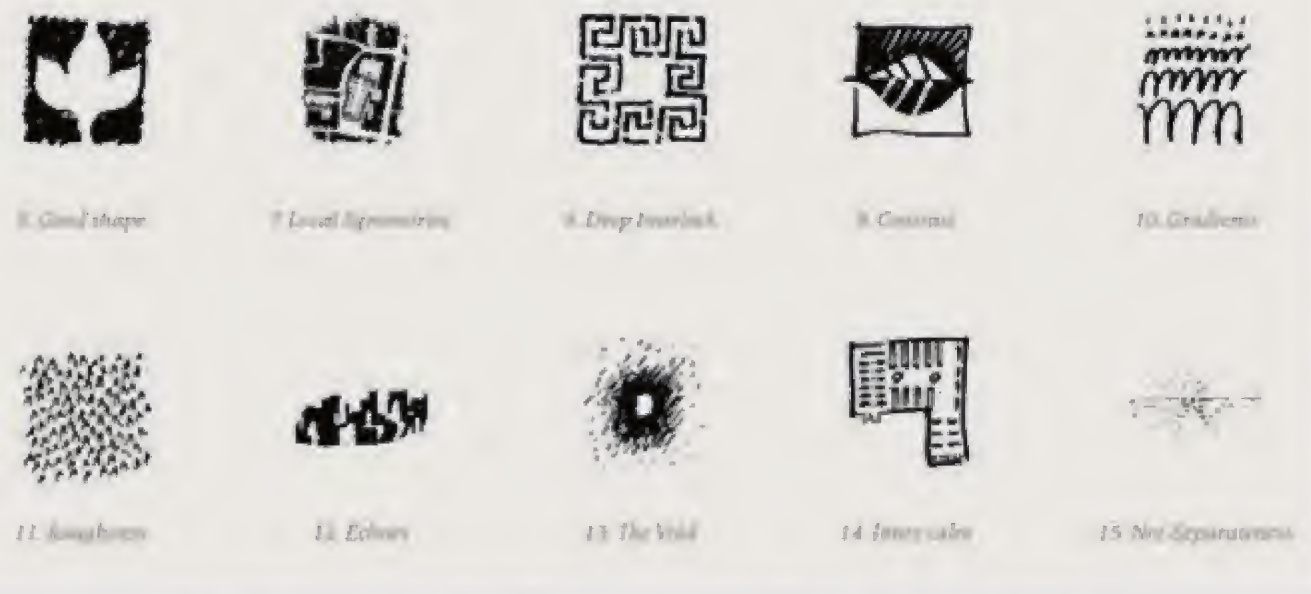 6. Good shape
7. Local Symmetries
8. Deep Interlock
9. Contrast
10. Gradients
11. Roughness
12. Echoes
13. The Void
14. Inner calm
15. Not-Separateness